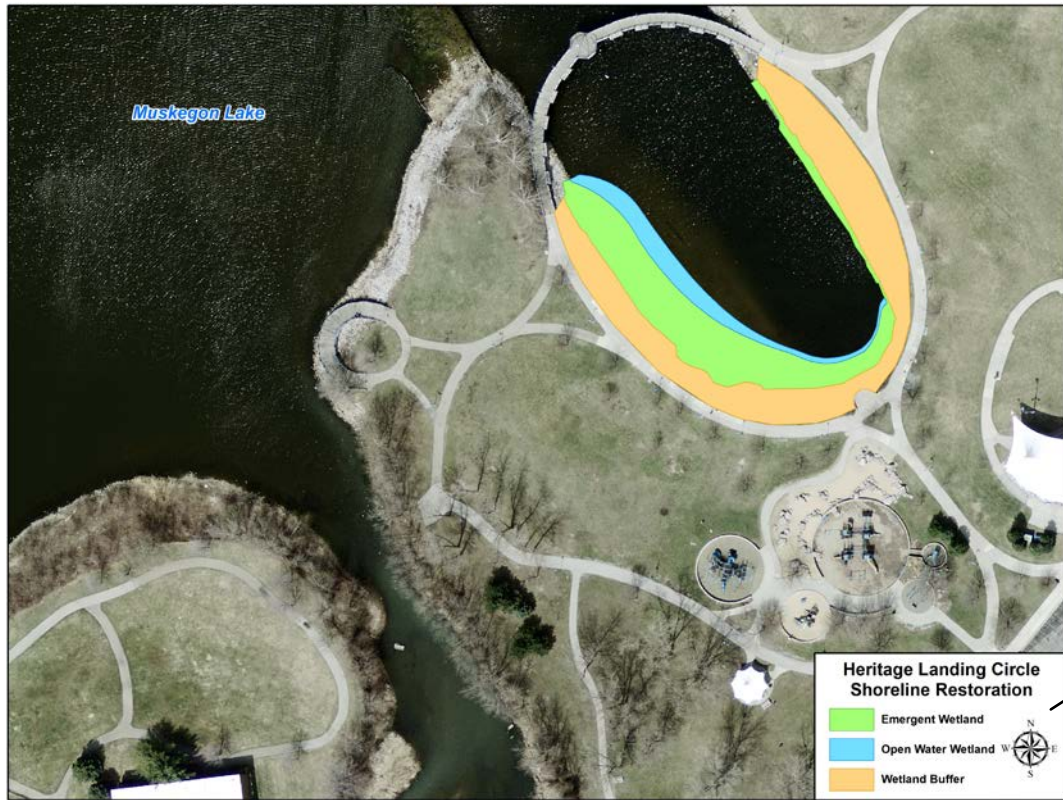 Muskegon Lake
Heritage Landing Circle
Shoreline Restoration
Emergent Wetland
Open Water Wetland
Wetland Buffer
N
W
E
S